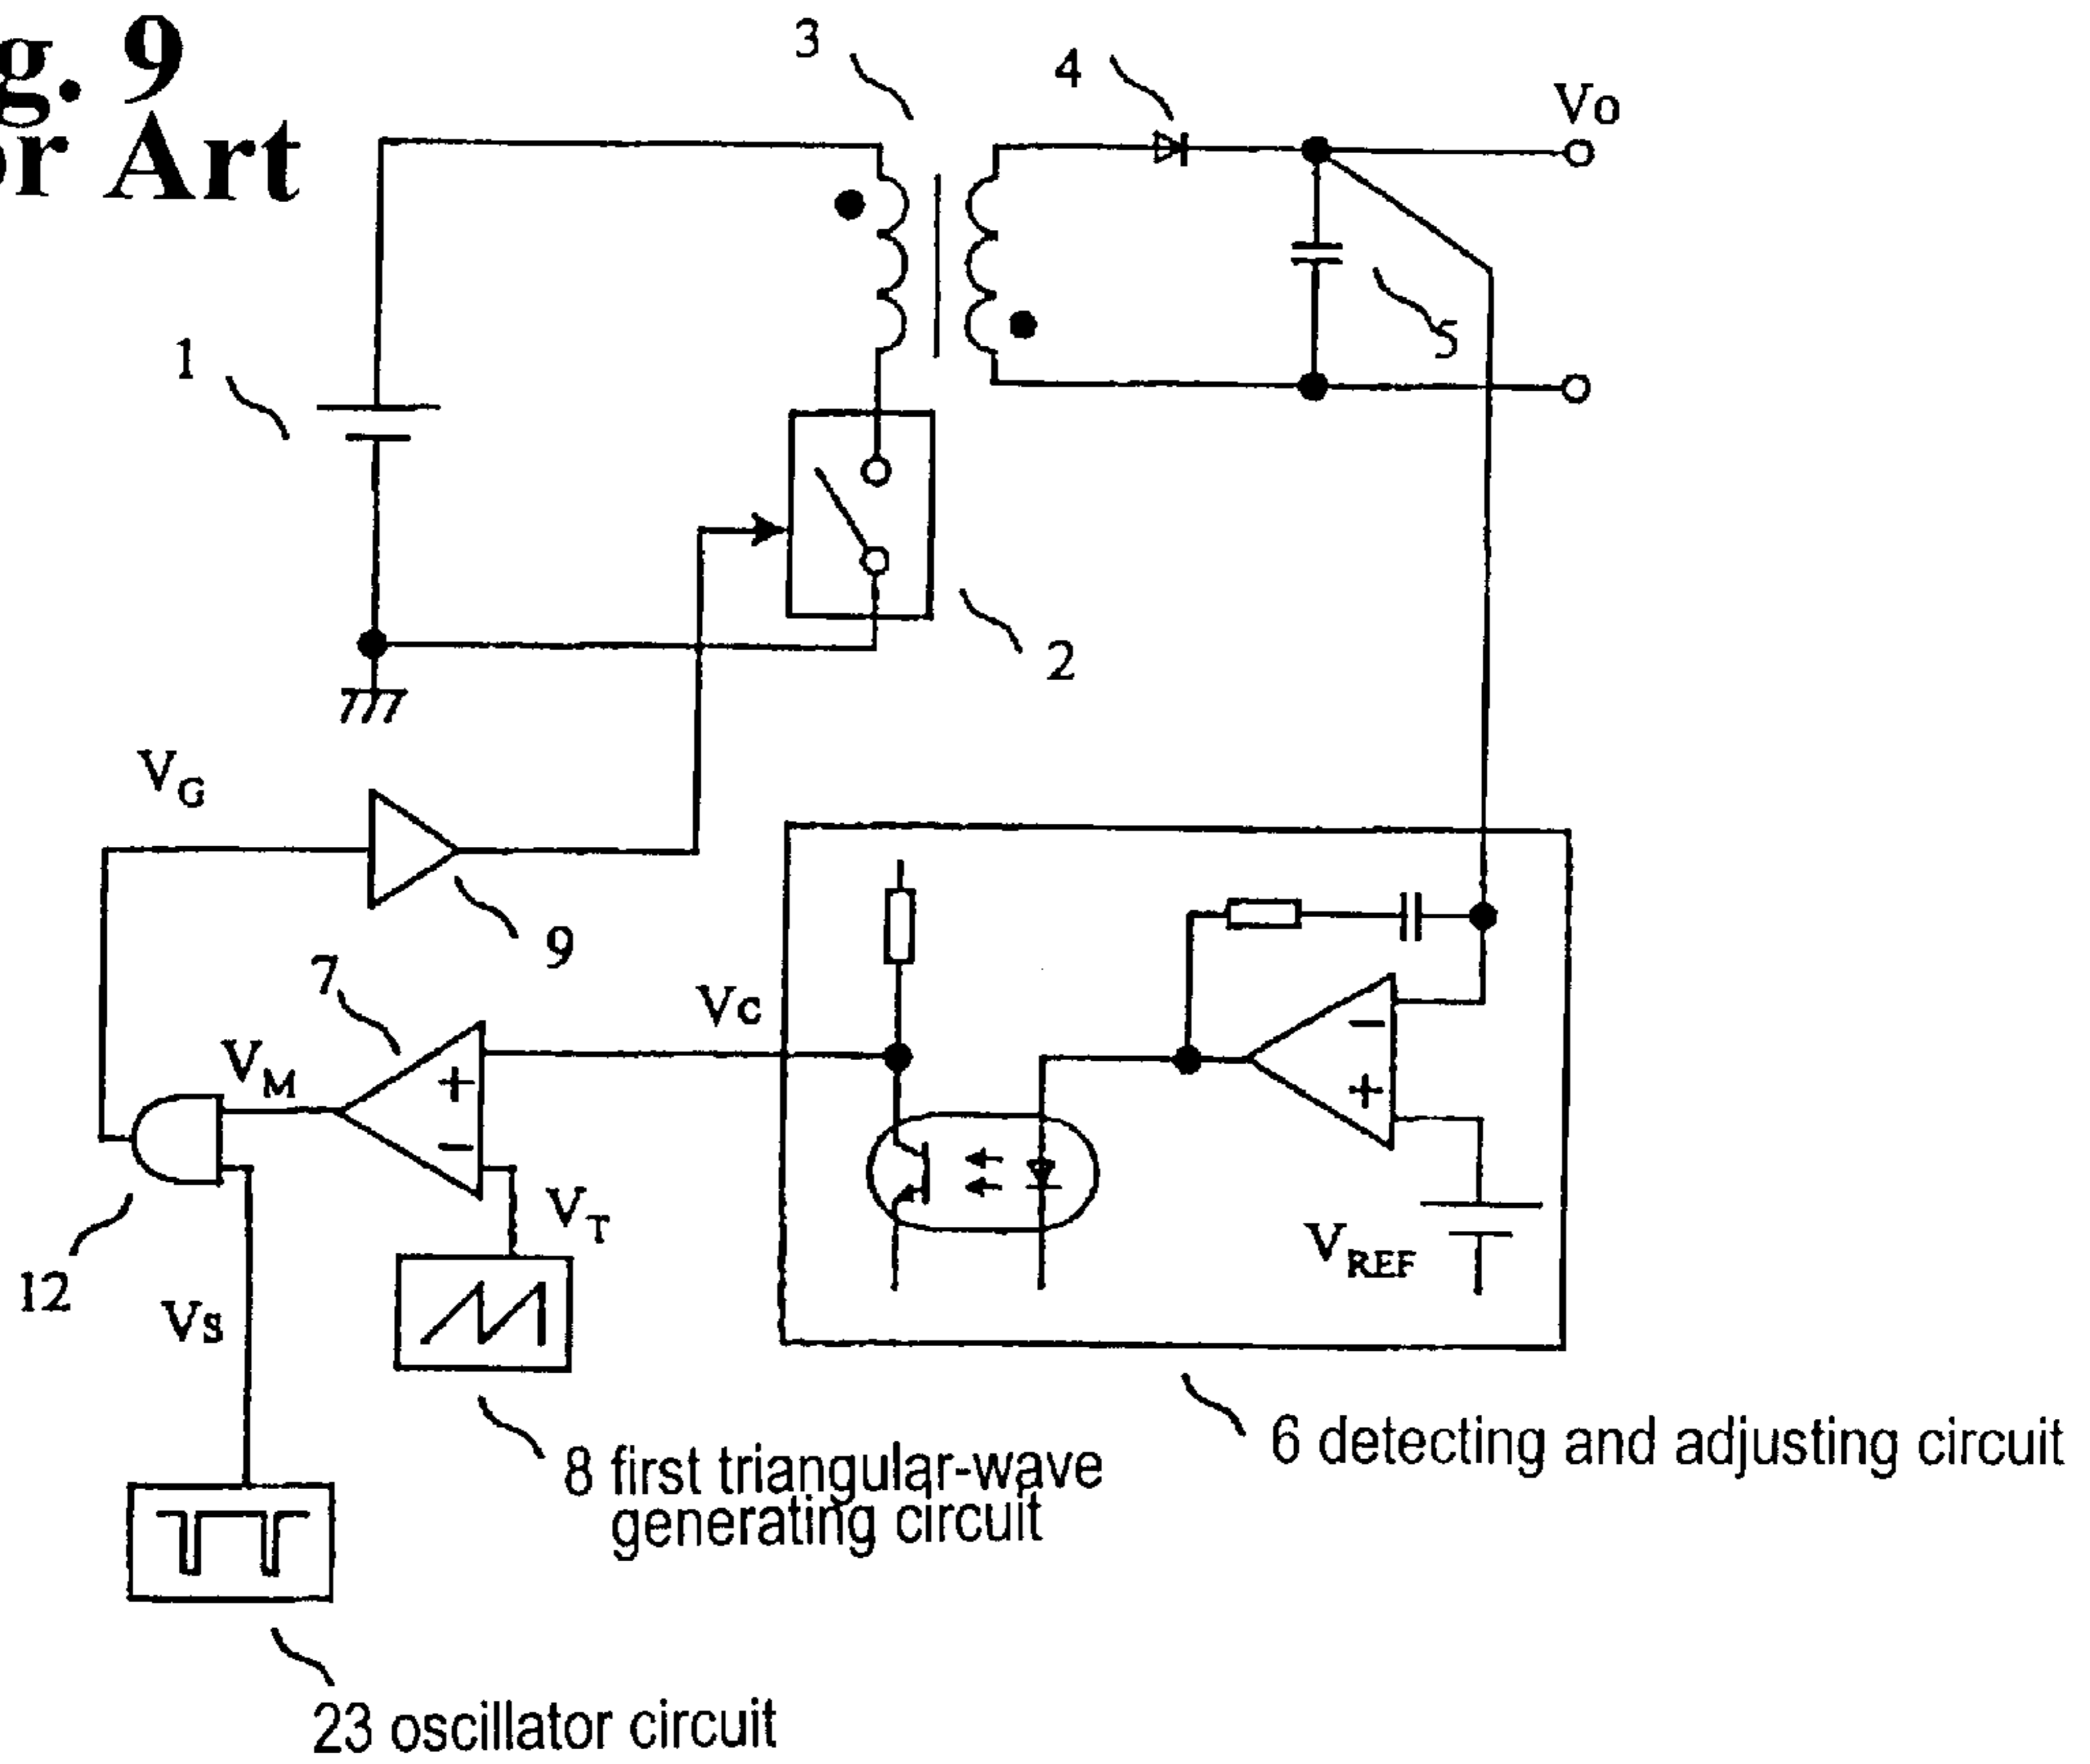 g. 9
or Art
3
4
Vo
1
5
2
VG
9
7
Vc
VM
+
−
−
+
VT
VREF
12
Vs
8 first triangular-wave
generating circuit
6 detecting and adjusting circuit
23 oscillator circuit